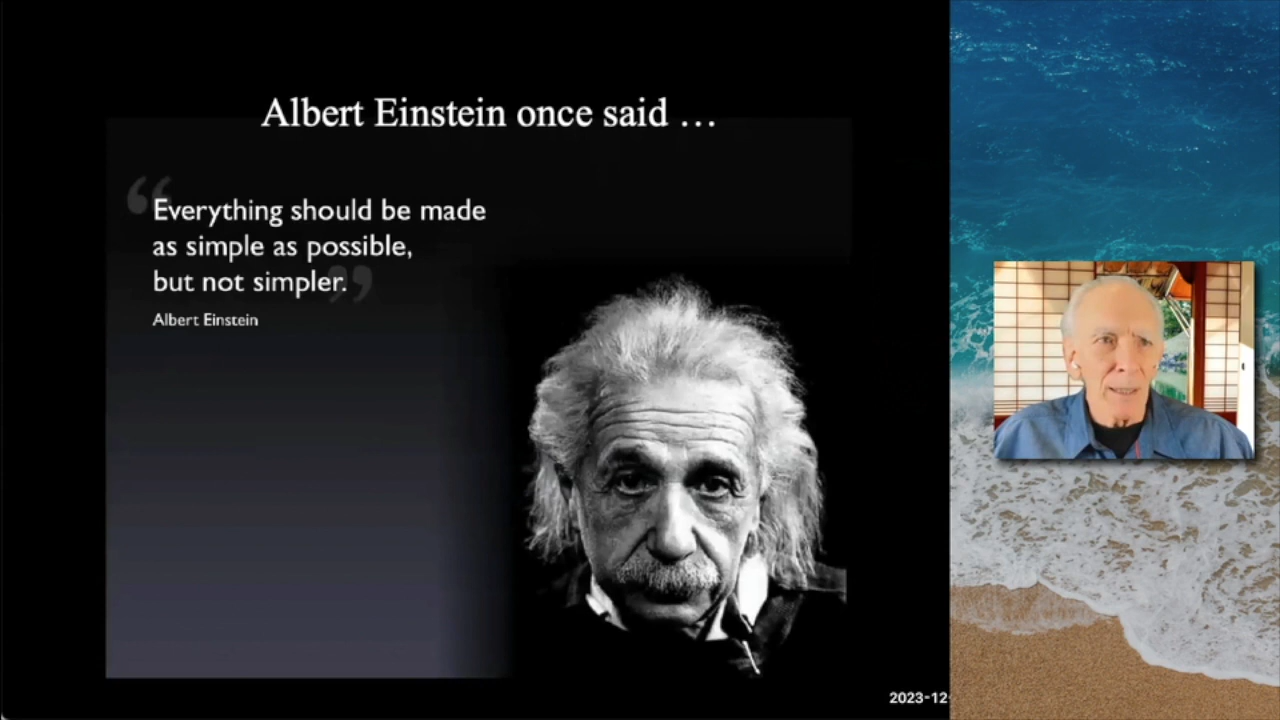 Albert Einstein once said …
“Everything should be made
as simple as possible,
but not simpler.”
Albert Einstein
2023-12-